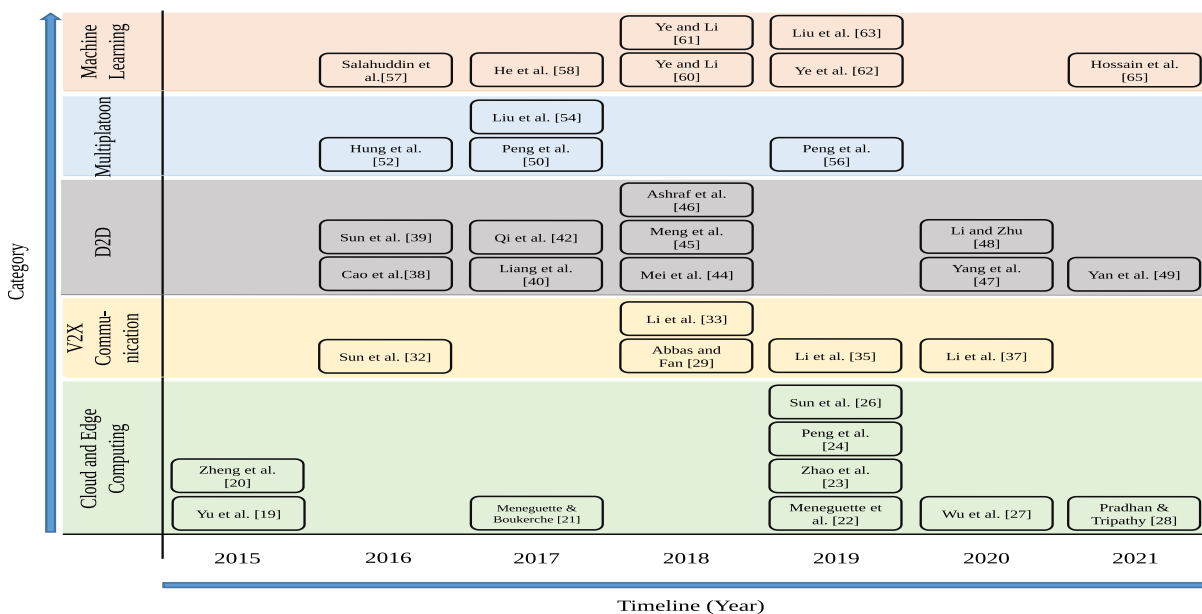 Category
Machine
Learning
Ye and Li
[61]
Liu et al. [63]
Salahuddin et
al.[57]
He et al. [58]
Ye and Li
[60]
Ye et al. [62]
Hossain et al.
[65]
Multiplatoon
Liu et al. [54]
Hung et al.
[52]
Peng et al.
[50]
Peng et al.
[56]
D2D
Ashraf et al.
[46]
Sun et al. [39]
Qi et al. [42]
Meng et al.
[45]
Li and Zhu
[48]
Cao et al.[38]
Liang et al.
[40]
Mei et al. [44]
Yang et al.
[47]
Yan et al. [49]
V2X
Commu-
nication
Li et al. [33]
Sun et al. [32]
Abbas and
Fan [29]
Li et al. [35]
Li et al. [37]
Cloud and Edge
Computing
Sun et al. [26]
Peng et al.
[24]
Zheng et al.
[20]
Zhao et al.
[23]
Yu et al. [19]
Meneguette &
Boukerche [21]
Meneguette et
al. [22]
Wu et al. [27]
Pradhan &
Tripathy [28]
2015 2016 2017 2018 2019 2020 2021
Timeline (Year)